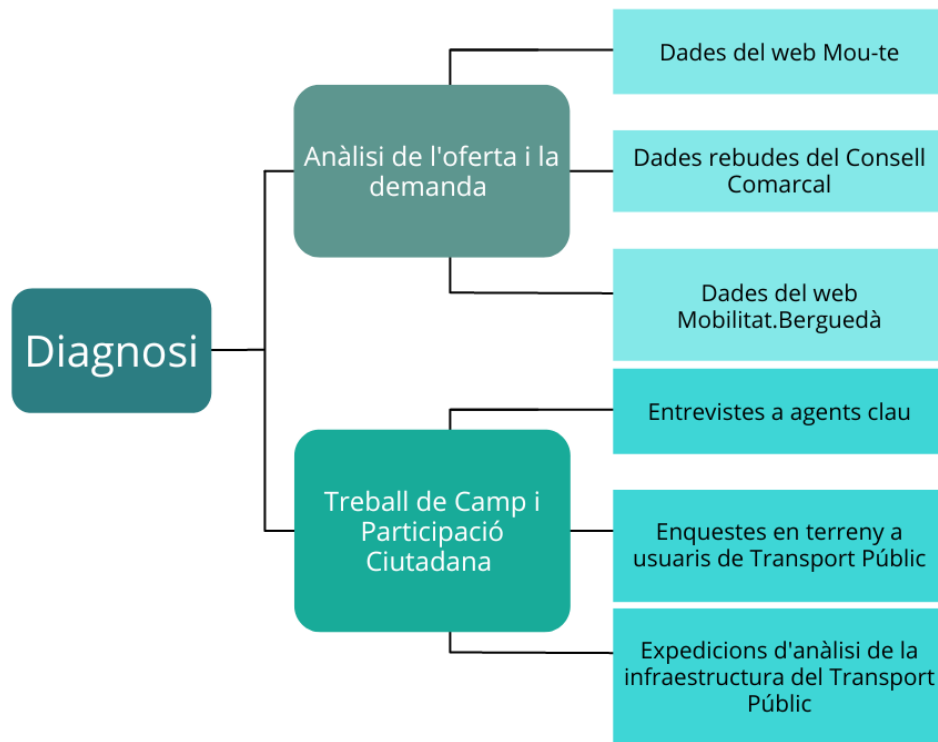 Diagnosi
Anàlisi de l'oferta i la
demanda
Dades del web Mou-te
Dades rebudes del Consell
Comarcal
Dades del web
Mobilitat.Berguedà
Treball de Camp i
Participació
Ciutadana
Entrevistes a agents clau
Enquestes en terreny a
usuaris de Transport Públic
Expedicions d'anàlisi de la
infraestructura del Transport
Públic